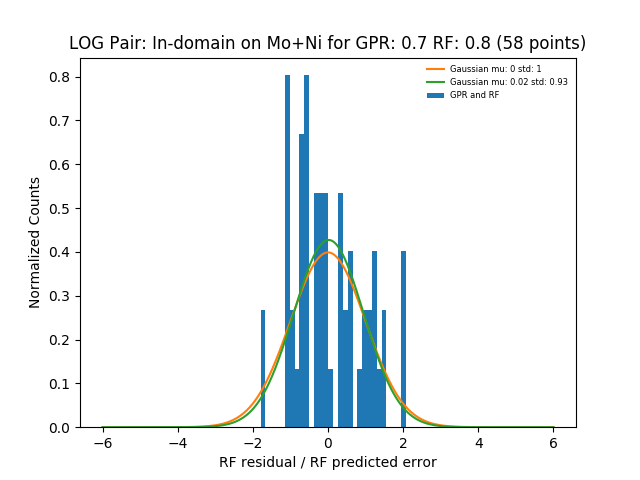 LOG Pair: In-domain on Mo+Ni for GPR: 0.7 RF: 0.8 (58 points)
Gaussian mu: 0 std: 1
Gaussian mu: 0.02 std: 0.93
GPR and RF
Normalized Counts
0.8
0.7
0.6
0.5
0.4
0.3
0.2
0.1
0.0
−6 −4 −2 0 2 4 6
RF residual / RF predicted error